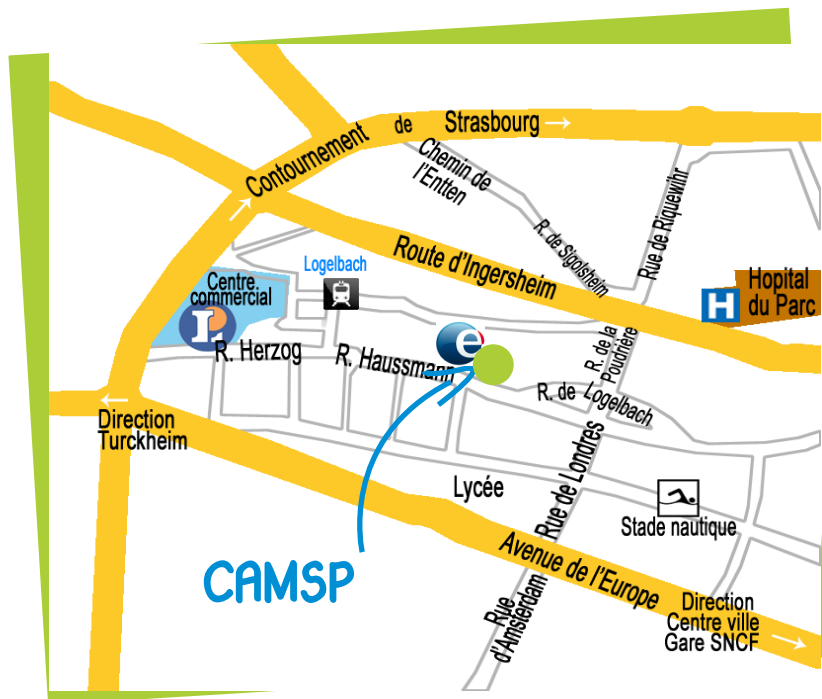 Contournement de Strasbourg
Chemin de
l'Entten
R. de Sigolsheim
Rue de Riquewihr
Route d'Ingersheim
Logelbach
Centre
commercial
L
H
Hopital
du Parc
R. Herzog
R. Haussmann
e
R. de la
Poudrière
R. de Logelbach
Direction
Turckheim
Rue de Londres
Lycée
Stade nautique
Avenue de l'Europe
CAMSP
Rue
d'Amsterdam
Direction
Centre ville
Gare SNCF